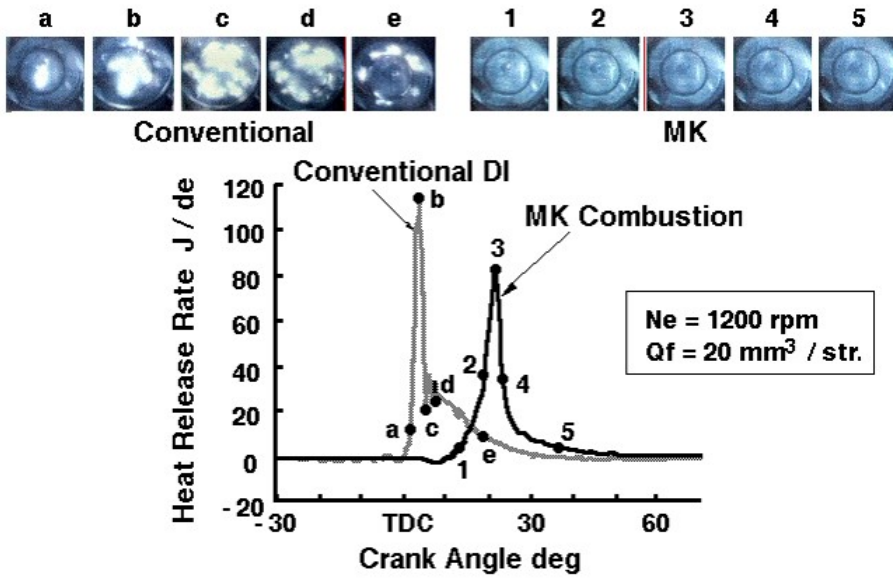 a b c d e 1 2 3 4 5
Conventional MK
Conventional DI
MK Combustion
Heat Release Rate J / de
120
100
80
60
40
20
0
- 20
a b c d e
1 2 3 4 5
Ne = 1200 rpm
Qf = 20 mm³ / str.
- 30 TDC 30 60
Crank Angle deg